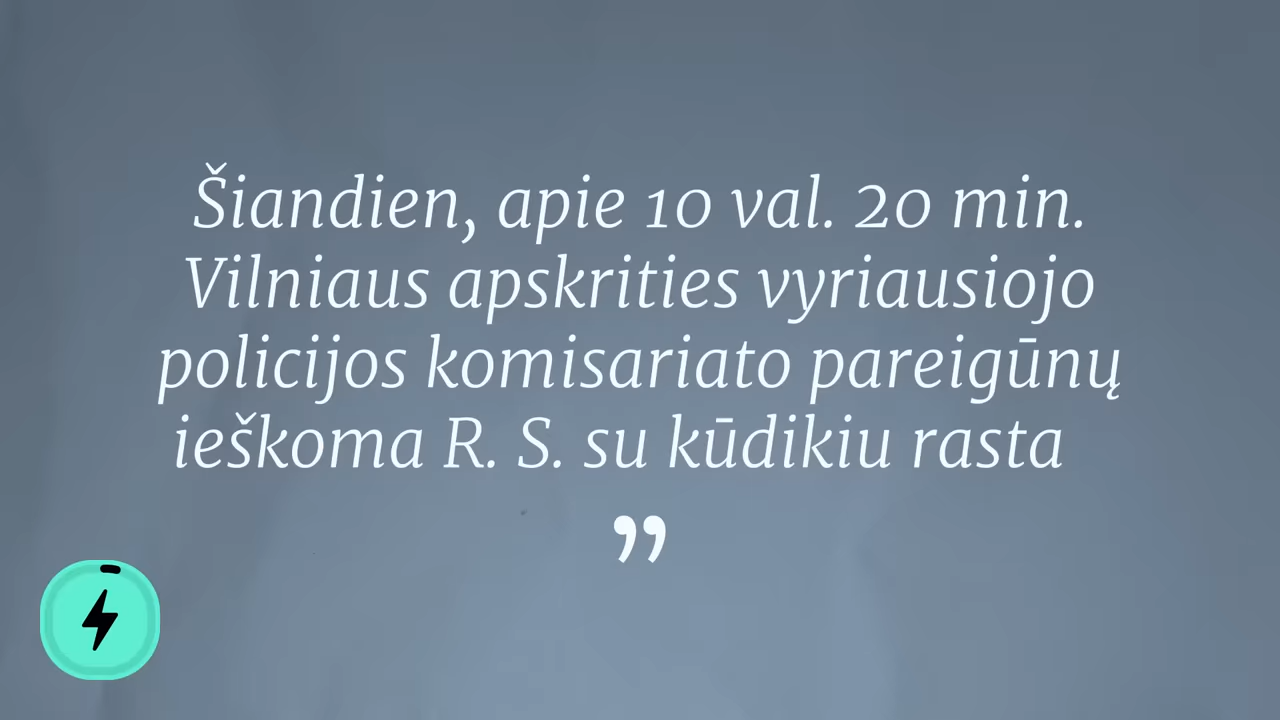 Šiandien, apie 10 val. 20 min.
Vilniaus apskrities vyriausiojo
policijos komisariato pareigūnų
ieškoma R. S. su kūdikiu rasta
”